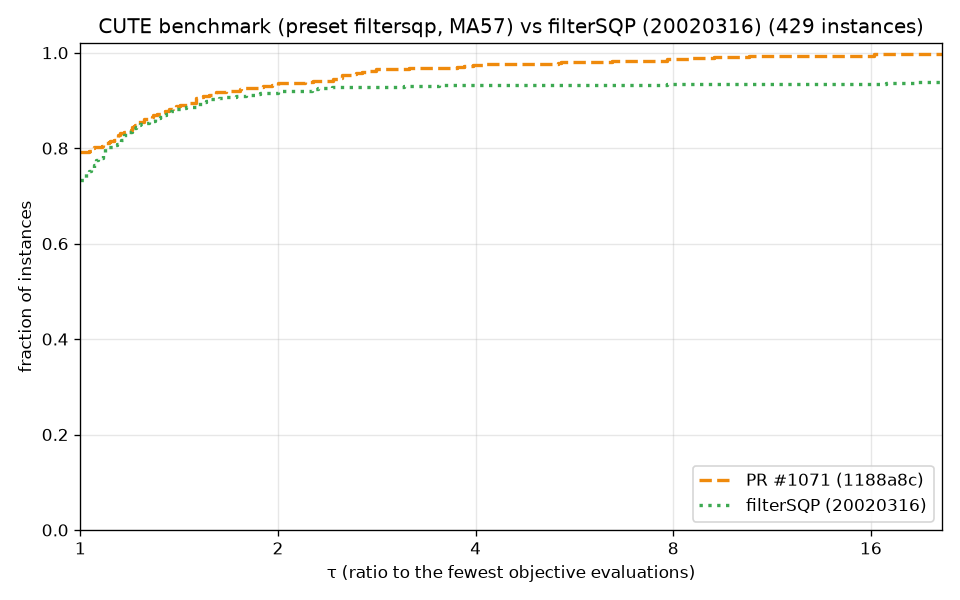 CUTE benchmark (preset filtersqp, MA57) vs filterSQP (20020316) (429 instances)
fraction of instances
1.0
0.8
0.6
0.4
0.2
0.0
1
2
4
8
16
τ (ratio to the fewest objective evaluations)
PR #1071 (1188a8c)
filterSQP (20020316)